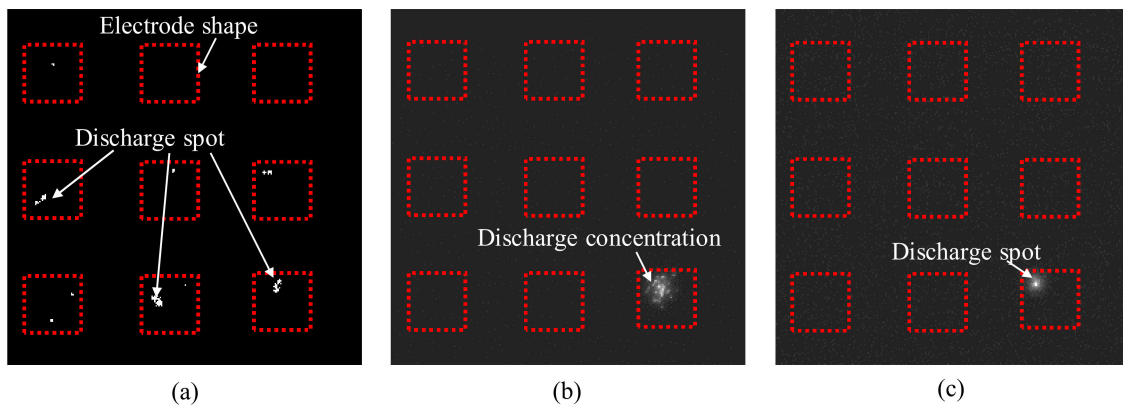 Electrode shape
Discharge spot
(a)
Discharge concentration
(b)
Discharge spot
(c)